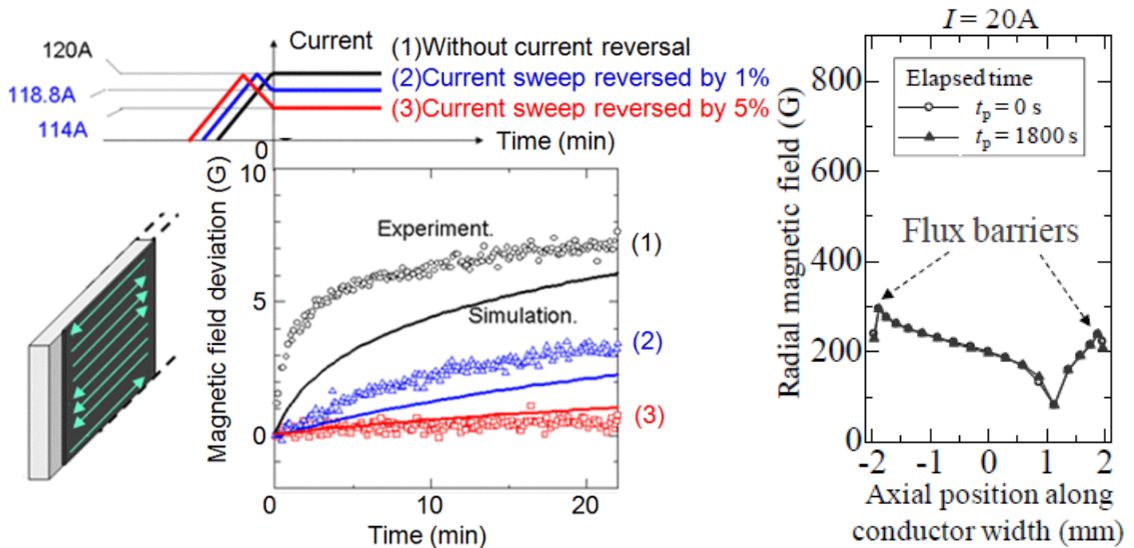 Current
120A
118.8A
114A
(1)Without current reversal
(2)Current sweep reversed by 1%
(3)Current sweep reversed by 5%
Time (min)
0
Magnetic field deviation (G)
10
5
0
Experiment.
Simulation.
(1)
(2)
(3)
0
10
20
Time (min)
I = 20A
Radial magnetic field (G)
800
600
400
200
0
Elapsed time
tp = 0 s
tp = 1800 s
Flux barriers
-2
-1
0
1
2
Axial position along
conductor width (mm)